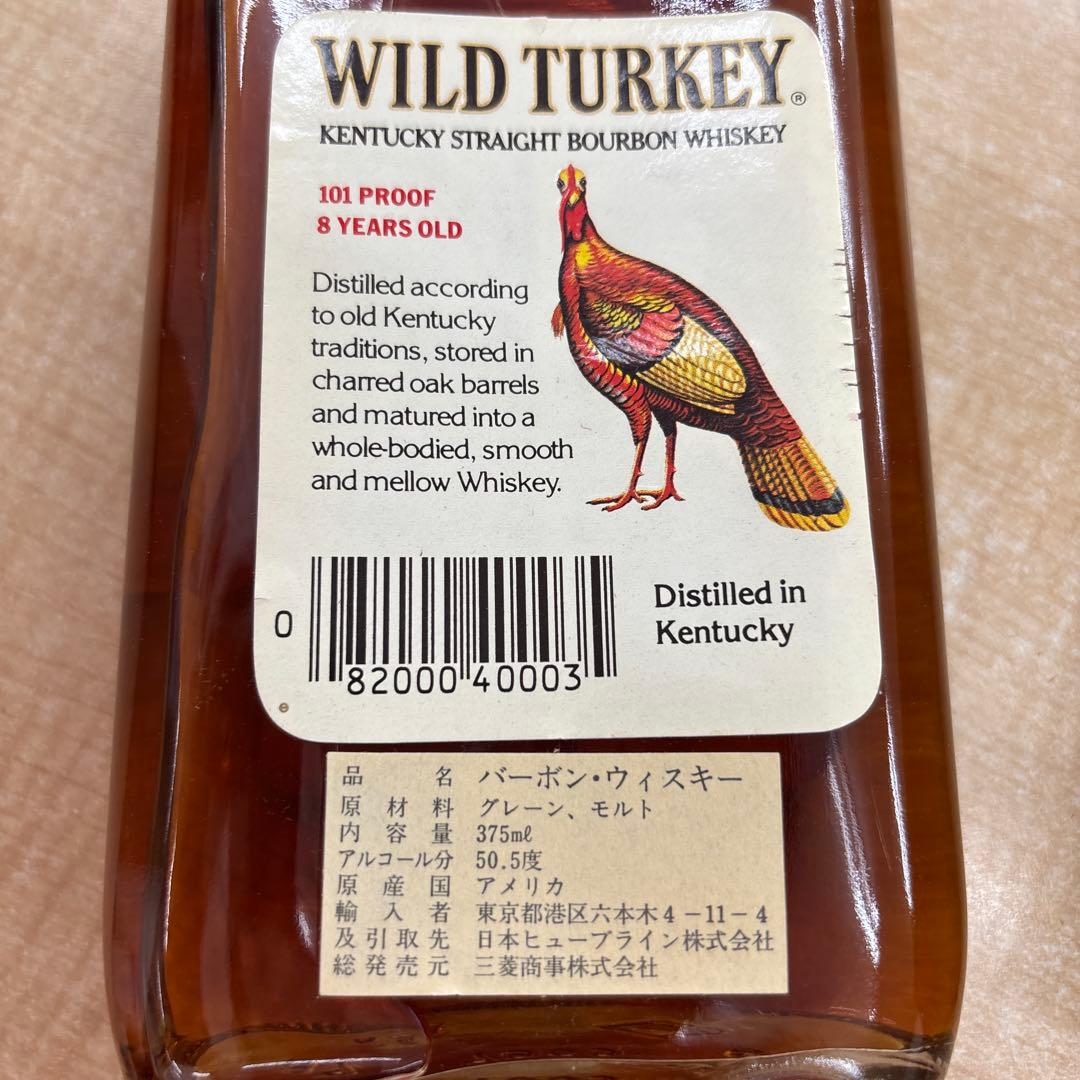 WILD TURKEY®
KENTUCKY STRAIGHT BOURBON WHISKEY
101 PROOF
8 YEARS OLD
Distilled according
to old Kentucky
traditions, stored in
charred oak barrels
and matured into a
whole-bodied, smooth
and mellow Whiskey.
0 82000 40003
Distilled in
Kentucky
℮
品名 バーボン・ウィスキー
原材料 グレーン、モルト
内容量 375mℓ
アルコール分 50.5度
原産国 アメリカ
輸入者 東京都港区六本木4-11-4
及引取先 日本ヒューブライン株式会社
総発売元 三菱商事株式会社